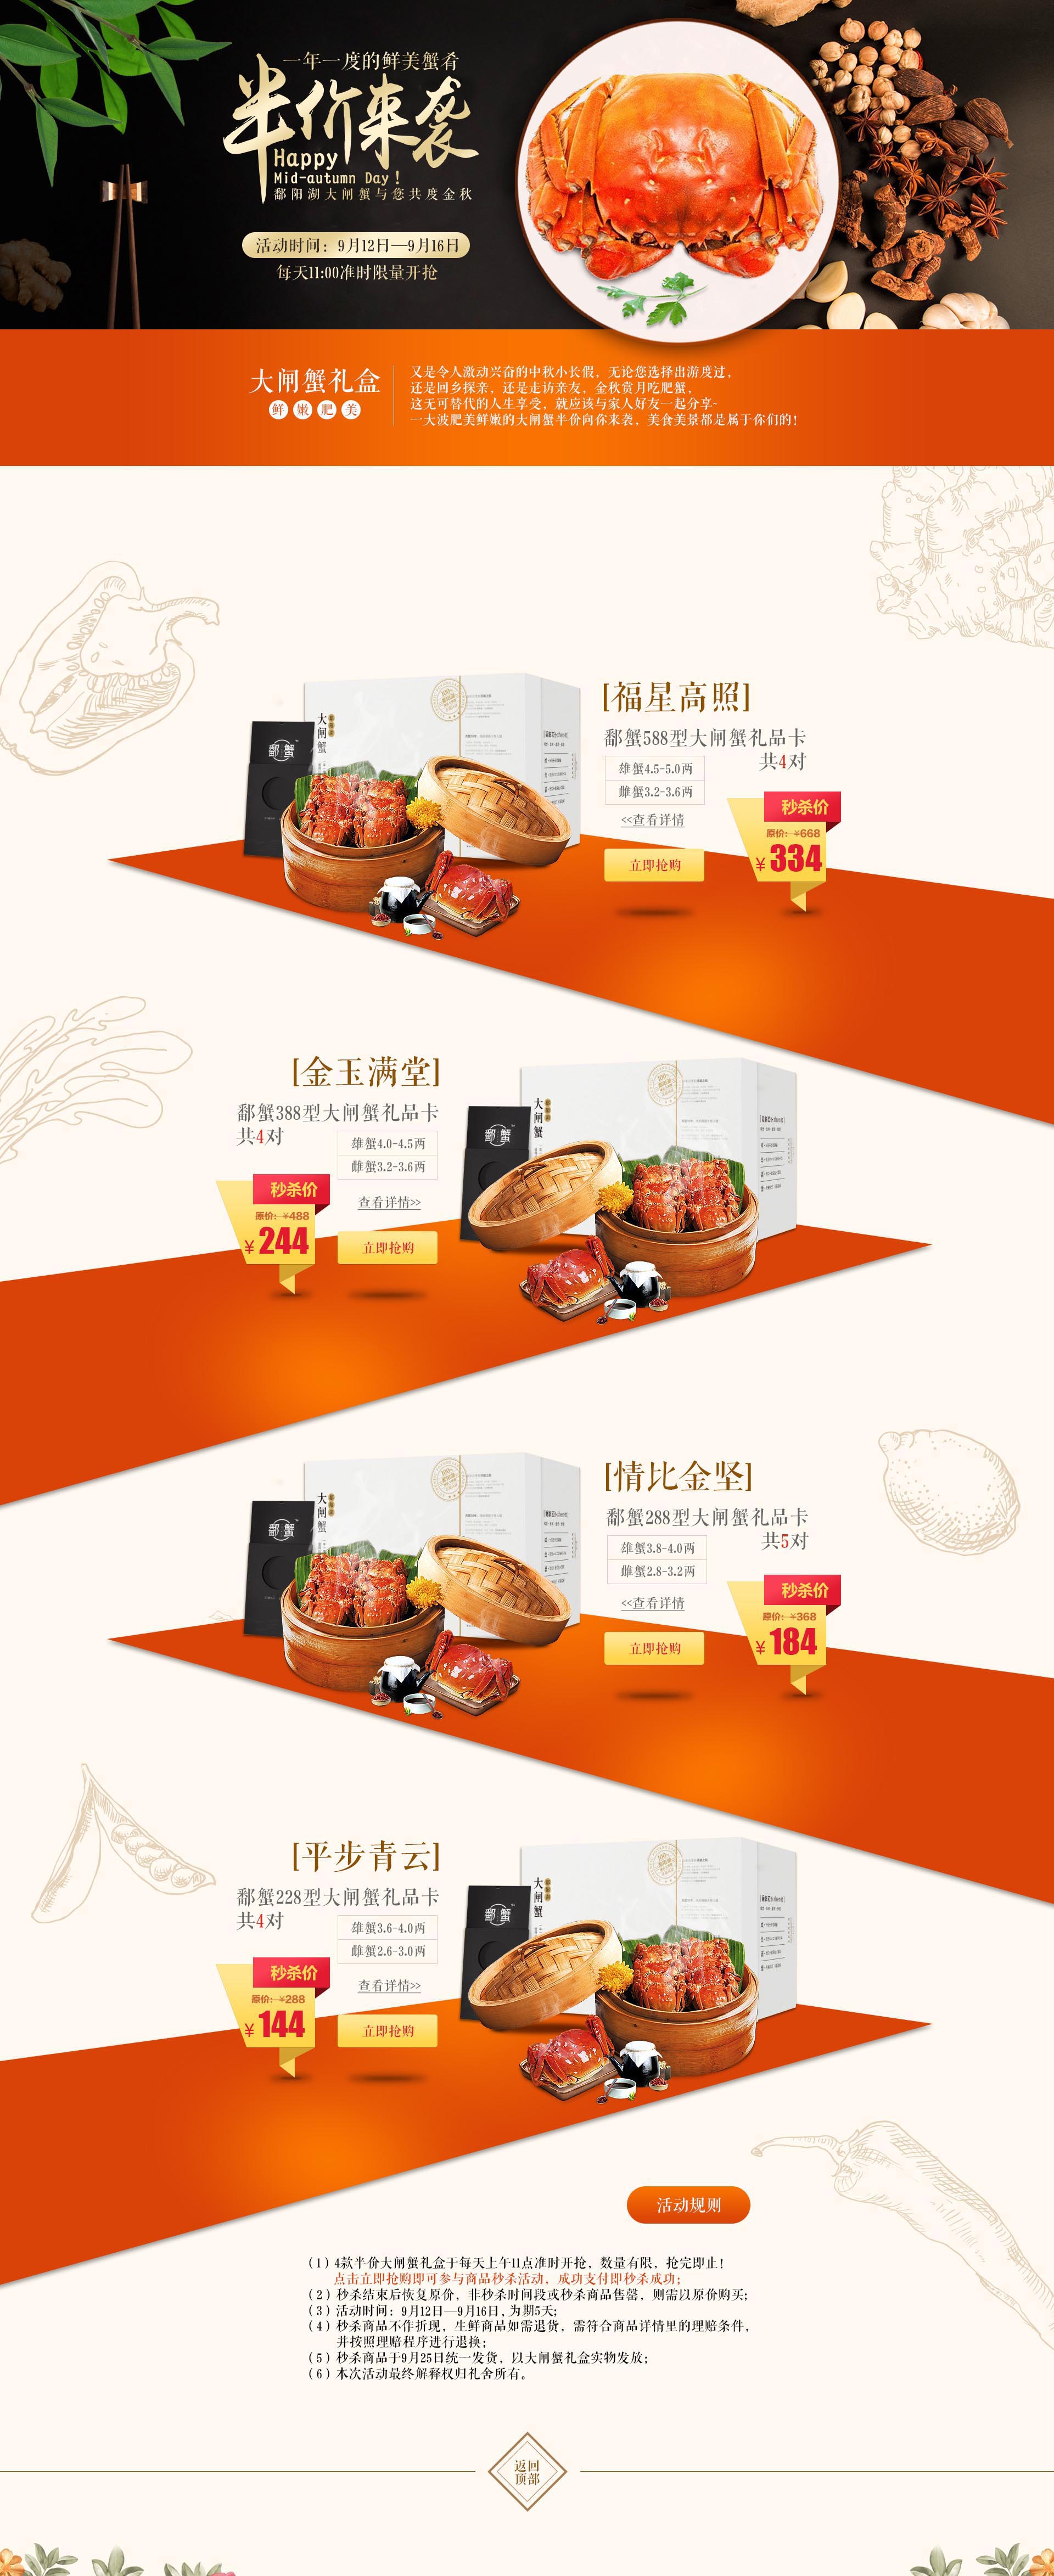 一年一度的鲜美蟹肴
半价来袭
Happy
Mid-autumn Day!
鄱阳湖大闸蟹与您共度金秋
活动时间：9月12日—9月16日
每天11:00准时限量开抢
大闸蟹礼盒
鲜 嫩 肥 美
又是令人激动兴奋的中秋小长假，无论您选择出游度过，
还是回乡探亲，还是走访亲友，金秋赏月吃肥蟹，
这无可替代的人生享受，就应该与家人好友一起分享~
一大波肥美鲜嫩的大闸蟹半价向你来袭，美食美景都是属于你们的！
大闸蟹
鄱蟹
[福星高照]
鄱蟹588型大闸蟹礼品卡
共4对
雄蟹4.5-5.0两
雌蟹3.2-3.6两
<<查看详情
立即抢购
秒杀价
原价：¥668
¥334
[金玉满堂]
鄱蟹388型大闸蟹礼品卡
共4对
雄蟹4.0-4.5两
雌蟹3.2-3.6两
查看详情>>
立即抢购
秒杀价
原价：¥488
¥244
大闸蟹
鄱蟹
大闸蟹
鄱蟹
[情比金坚]
鄱蟹288型大闸蟹礼品卡
共5对
雄蟹3.8-4.0两
雌蟹2.8-3.2两
<<查看详情
立即抢购
秒杀价
原价：¥368
¥184
[平步青云]
鄱蟹228型大闸蟹礼品卡
共4对
雄蟹3.6-4.0两
雌蟹2.6-3.0两
查看详情>>
立即抢购
秒杀价
原价：¥288
¥144
大闸蟹
鄱蟹
活动规则
（1）4款半价大闸蟹礼盒于每天上午11点准时开抢，数量有限，抢完即止！
点击立即抢购即可参与商品秒杀活动，成功支付即秒杀成功；
（2）秒杀结束后恢复原价，非秒杀时间段或秒杀商品售罄，则需以原价购买；
（3）活动时间：9月12日—9月16日，为期5天；
（4）秒杀商品不作折现，生鲜商品如需退货，需符合商品详情里的理赔条件，
并按照理赔程序进行退换；
（5）秒杀商品于9月25日统一发货，以大闸蟹礼盒实物发放；
（6）本次活动最终解释权归礼舍所有。
返回
顶部